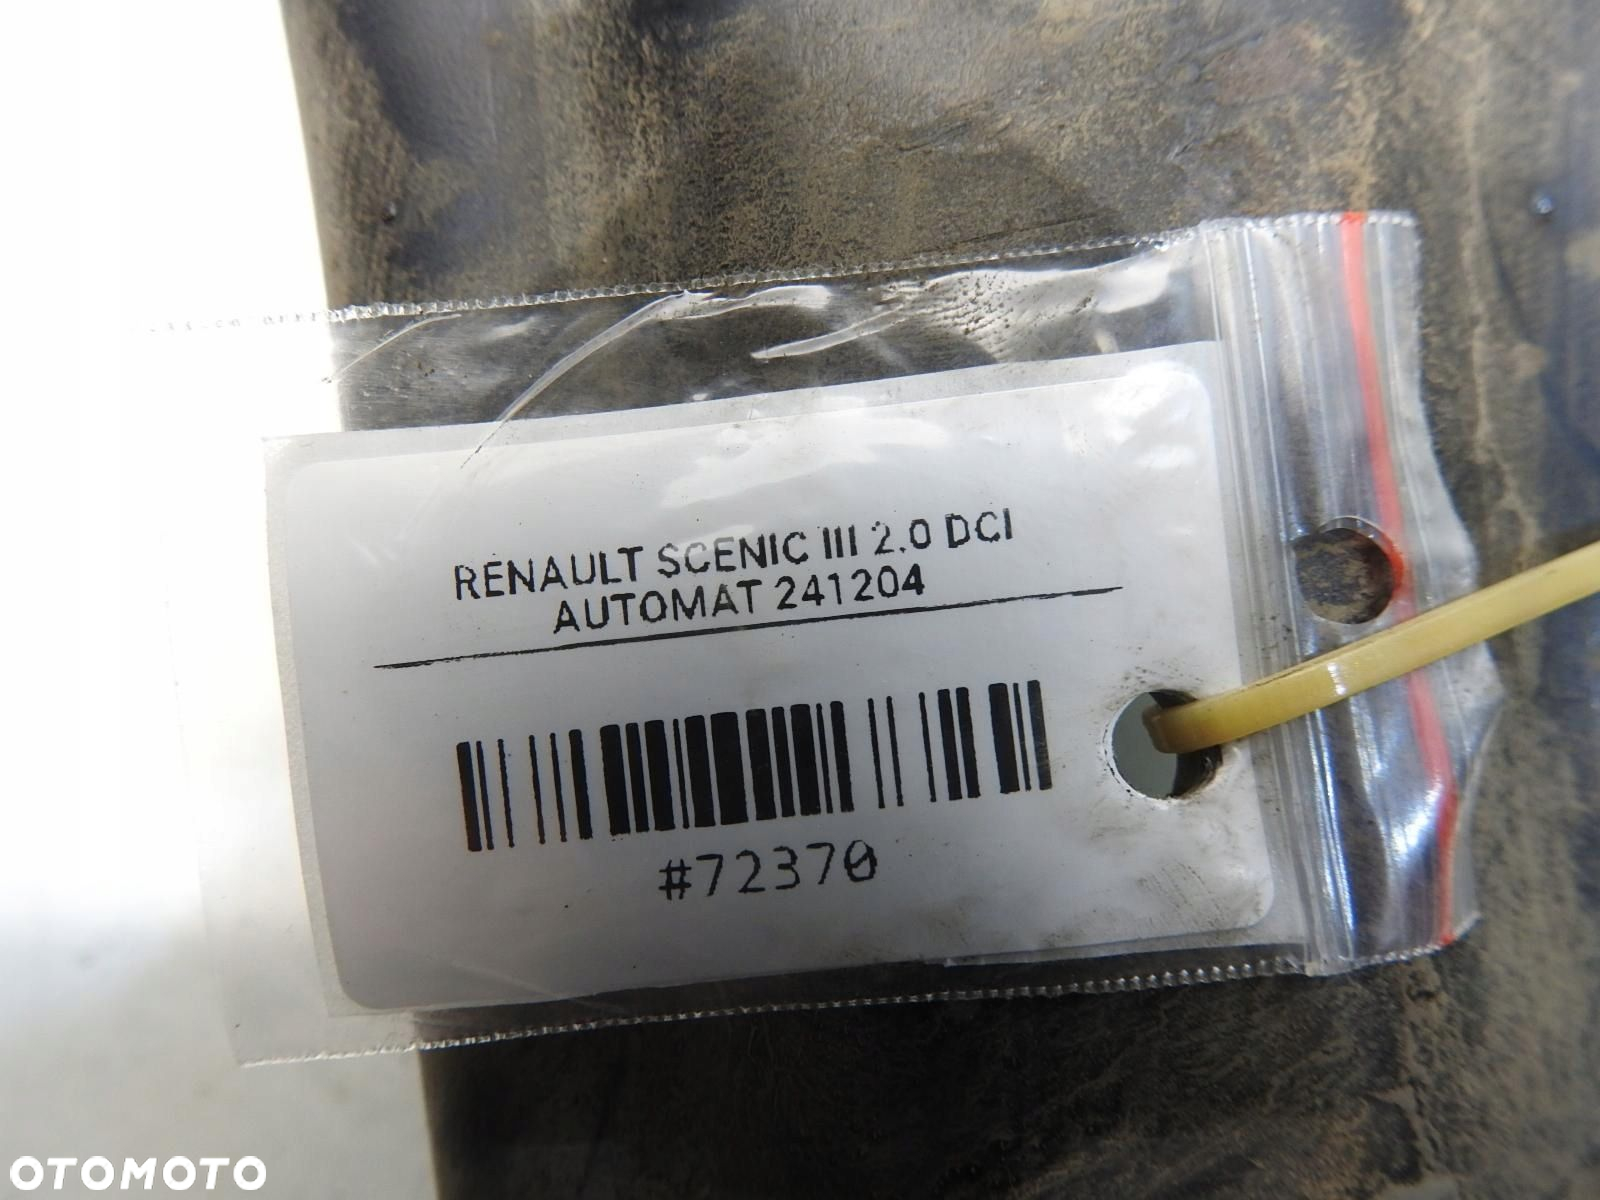 RENAULT SCENIC III 2.0 DCI
AUTOMAT 241204
#72370
OTOMOTO